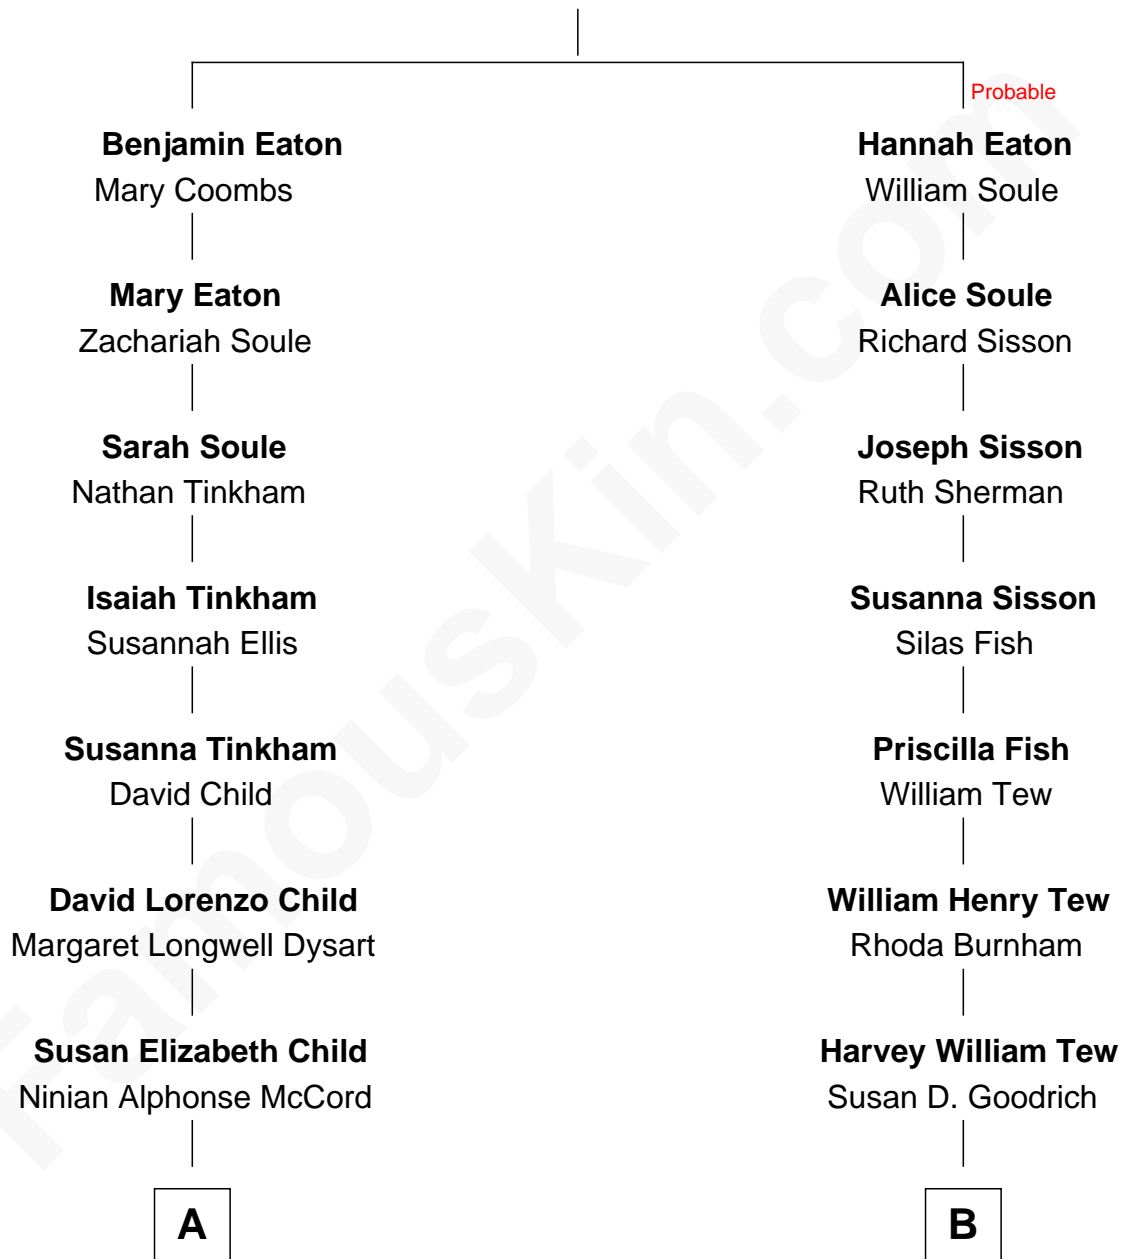 Probable
Benjamin Eaton
Mary Coombs
Hannah Eaton
William Soule
Mary Eaton
Zachariah Soule
Alice Soule
Richard Sisson
Sarah Soule
Nathan Tinkham
Joseph Sisson
Ruth Sherman
Isaiah Tinkham
Susannah Ellis
Susanna Sisson
Silas Fish
Susanna Tinkham
David Child
Priscilla Fish
William Tew
David Lorenzo Child
Margaret Longwell Dysart
William Henry Tew
Rhoda Burnham
Susan Elizabeth Child
Ninian Alphonse McCord
Harvey William Tew
Susan D. Goodrich
A
B
FamousKin.com